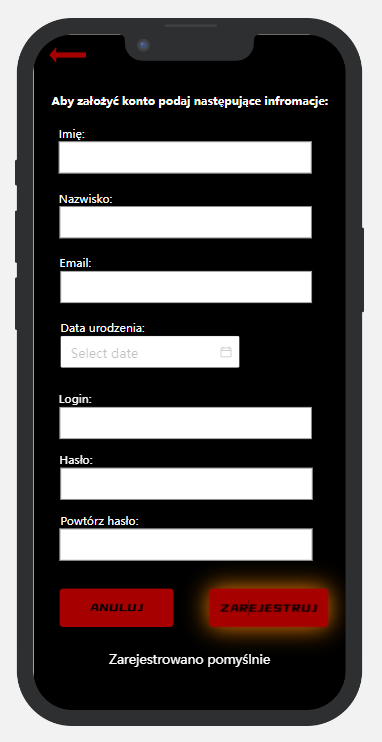 Aby założyć konto podaj następujące infromacje:
Imię:
Nazwisko:
Email:
Data urodzenia:
Select date
Login:
Hasło:
Powtórz hasło:
ANULUJ
ZAREJESTRUJ
Zarejestrowano pomyślnie